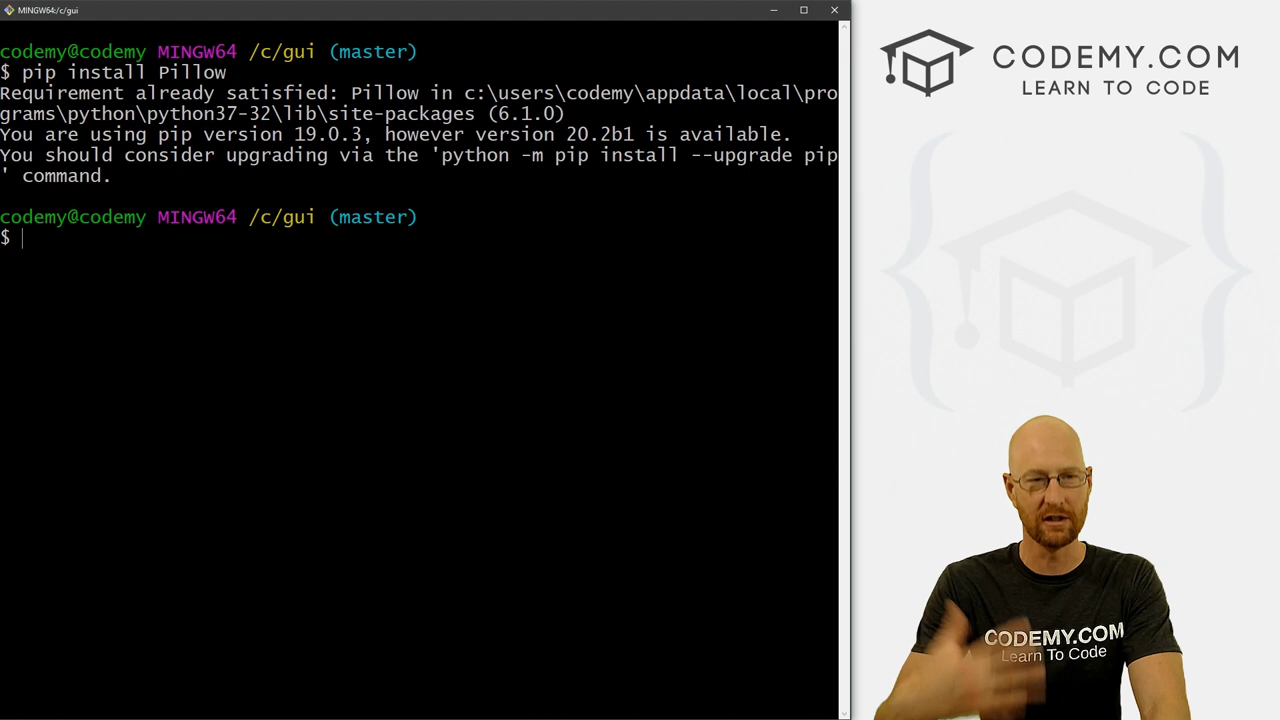 MINGW64:/c/gui
codemy@codemy MINGW64 /c/gui (master)
$ pip install Pillow
Requirement already satisfied: Pillow in c:\users\codemy\appdata\local\pro
grams\python\python37-32\lib\site-packages (6.1.0)
You are using pip version 19.0.3, however version 20.2b1 is available.
You should consider upgrading via the 'python -m pip install --upgrade pip
' command.
codemy@codemy MINGW64 /c/gui (master)
$
CODEMY.COM
LEARN TO CODE
CODEMY.COM
Learn To Code